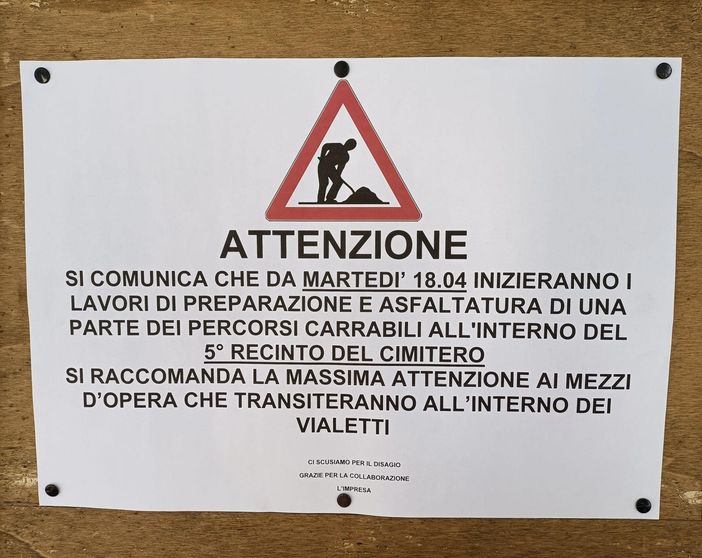 ATTENZIONE
SI COMUNICA CHE DA MARTEDI' 18.04 INIZIERANNO I
LAVORI DI PREPARAZIONE E ASFALTATURA DI UNA
PARTE DEI PERCORSI CARRABILI ALL'INTERNO DEL
5° RECINTO DEL CIMITERO
SI RACCOMANDA LA MASSIMA ATTENZIONE AI MEZZI
D'OPERA CHE TRANSITERANNO ALL'INTERNO DEI
VIALETTI
CI SCUSIAMO PER IL DISAGIO
GRAZIE PER LA COLLABORAZIONE
L'IMPRESA